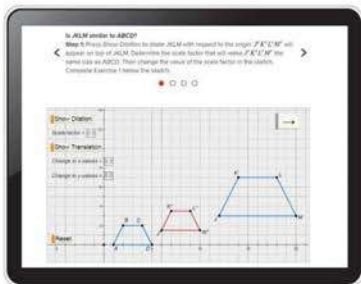 Is JKLM similar to ABCD?
Step 1: Press Show Dilation to dilate JKLM with respect to the origin. J'K'L'M' will
appear on top of JKLM. Determine the scale factor that will make J'K'L'M' the
same size as ABCD. Then change the value of the scale factor in the sketch.
Complete Exercise 1 below the sketch.
Show Dilation
Scale factor =
Show Translation
Change in x-values =
Change in y-values =
Reset
B C
A D
K' L'
J' M'
K L
J M